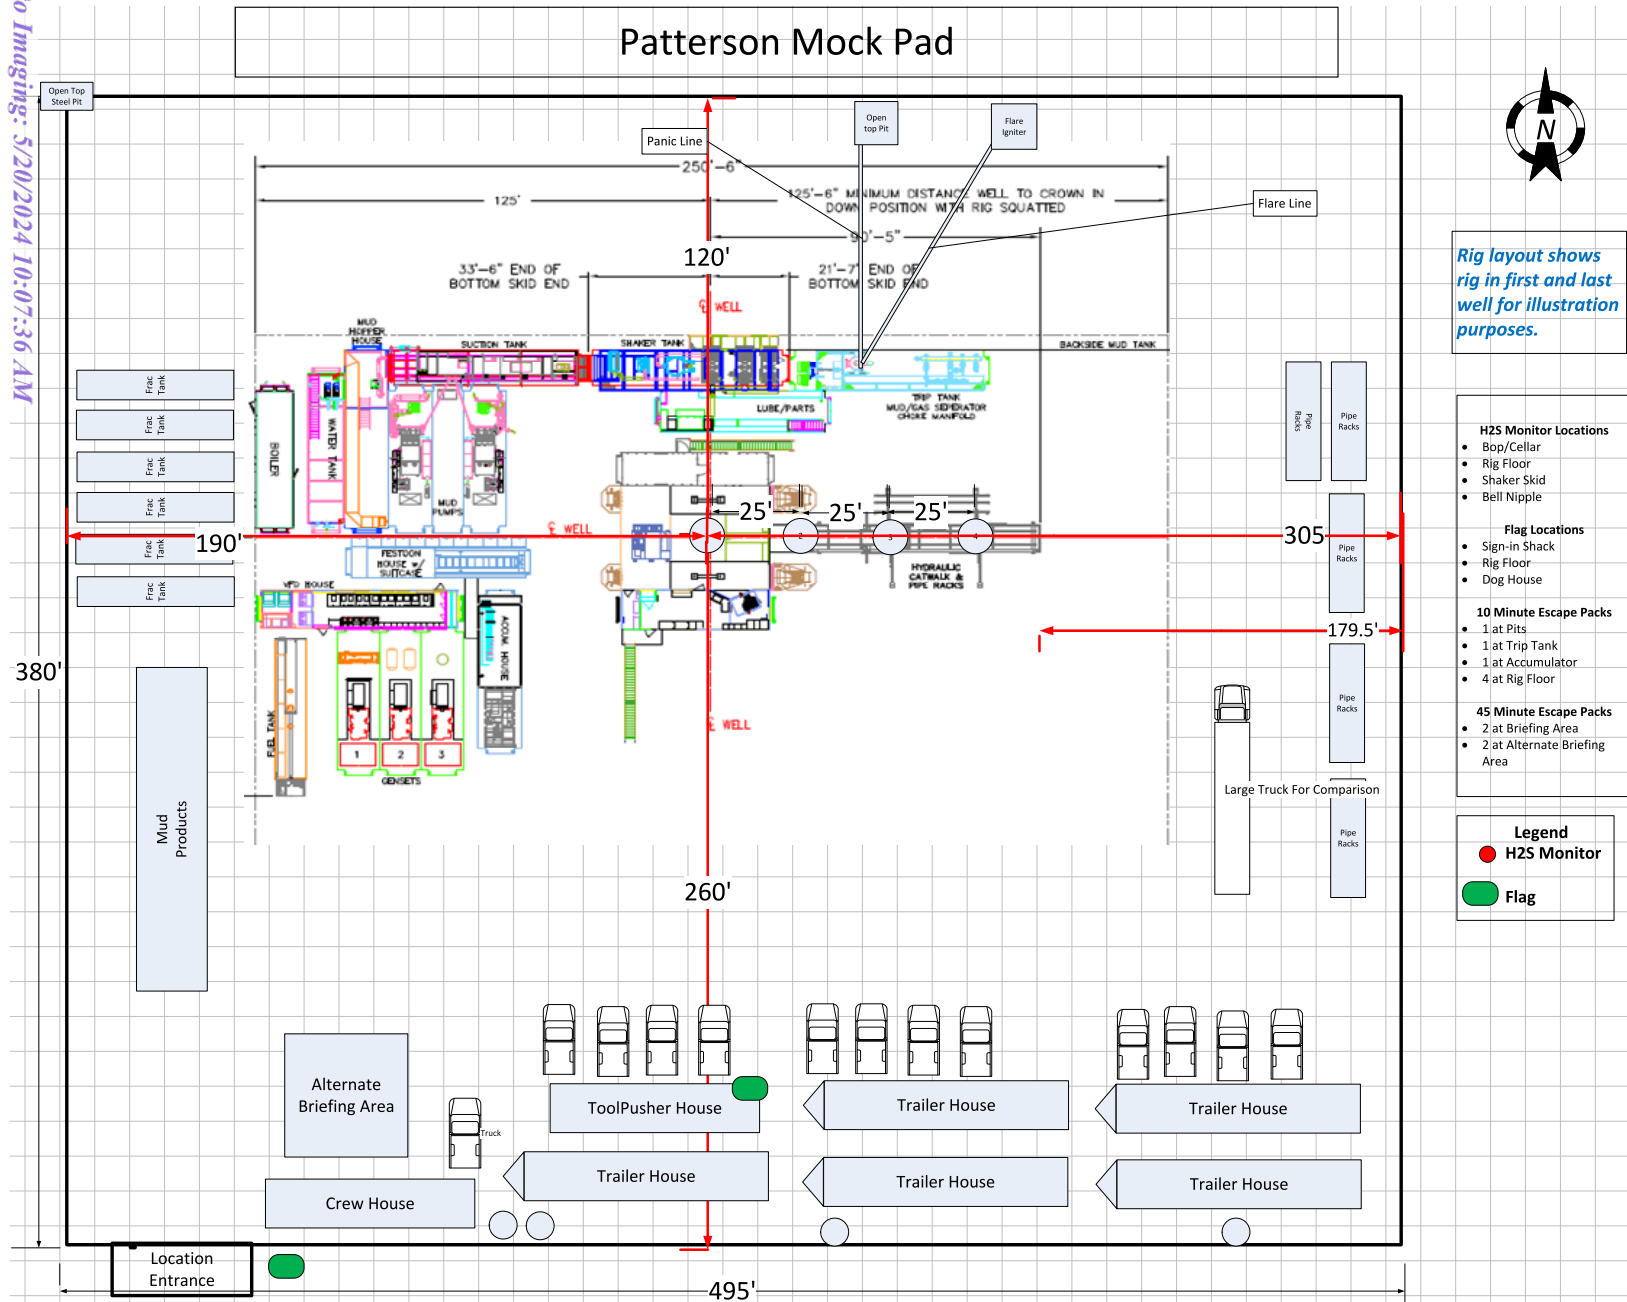 Patterson Mock Pad
o Imaging: 5/20/2024 10:07:36 AM
Open Top
Steel Pit
Open
top Pit
Flare
Igniter
Panic Line
N
250'-6"
125'-6" MINIMUM DISTANCE WELL TO CROWN IN
DOWN POSITION WITH RIG SQUATTED
125'
Flare Line
90'-5"
120'
33'-6" END OF
BOTTOM SKID END
21'-7" END OF
BOTTOM SKID END
WELL
Rig layout shows
rig in first and last
well for illustration
purposes.
MUD
HOPPER
HOUSE
SUCTION TANK
SHAKER TANK
BACKSIDE MUD TANK
Frac
Tank
Frac
Tank
Frac
Tank
Frac
Tank
Frac
Tank
Frac
Tank
BOILER
WATER TANK
MUD
PUMPS
LUBE/PARTS
TRIP TANK
MUD/GAS SEPERATOR
CHOKE MANIFOLD
Pipe
Racks
Pipe
Racks
Pipe
Racks
Pipe
Racks
Pipe
Racks
25'
25'
25'
2
3
4
190'
WELL
305
FESTOON
HOUSE w/
SUITCASE
HYDRAULIC
CATWALK &
PIPE RACKS
VFD HOUSE
ACCUM. HOUSE
179.5'
380'
FUEL TANK
1
2
3
GENSETS
WELL
Large Truck For Comparison
Mud
Products
260'
H2S Monitor Locations
• Bop/Cellar
• Rig Floor
• Shaker Skid
• Bell Nipple
Flag Locations
• Sign-in Shack
• Rig Floor
• Dog House
10 Minute Escape Packs
• 1 at Pits
• 1 at Trip Tank
• 1 at Accumulator
• 4 at Rig Floor
45 Minute Escape Packs
• 2 at Briefing Area
• 2 at Alternate Briefing
Area
Legend
H2S Monitor
Flag
Alternate
Briefing Area
Truck
ToolPusher House
Trailer House
Trailer House
Crew House
Trailer House
Trailer House
Trailer House
Location
Entrance
495'